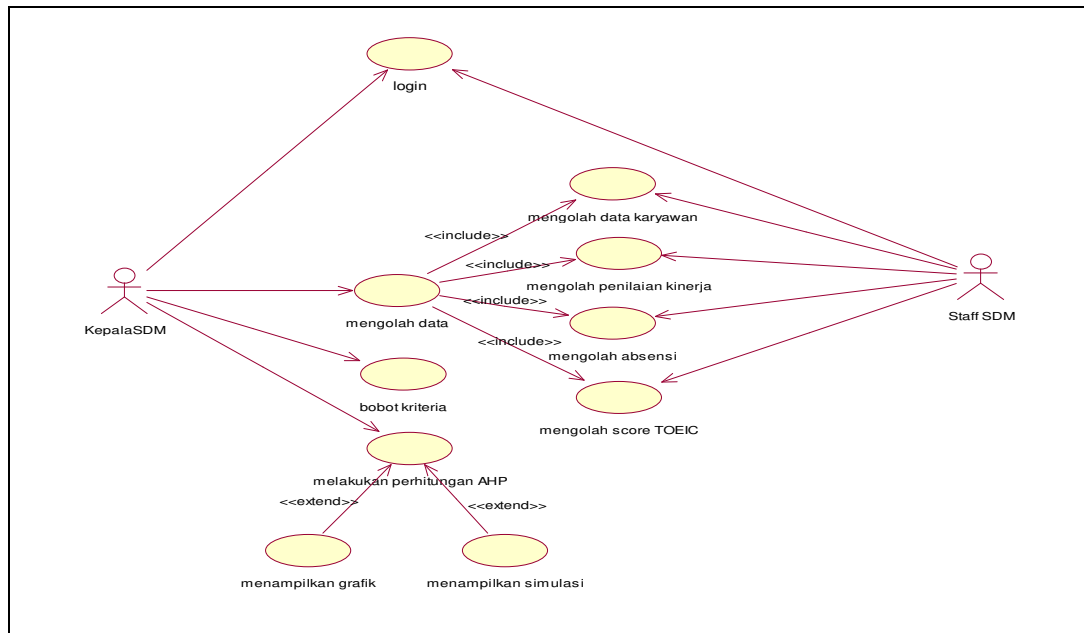 login
mengolah data karyawan
<<include>>
<<include>>
mengolah penilaian kinerja
KepalaSDM
mengolah data
<<include>>
Staff SDM
<<include>>
mengolah absensi
bobot kriteria
mengolah score TOEIC
melakukan perhitungan AHP
<<extend>>
<<extend>>
menampilkan grafik
menampilkan simulasi